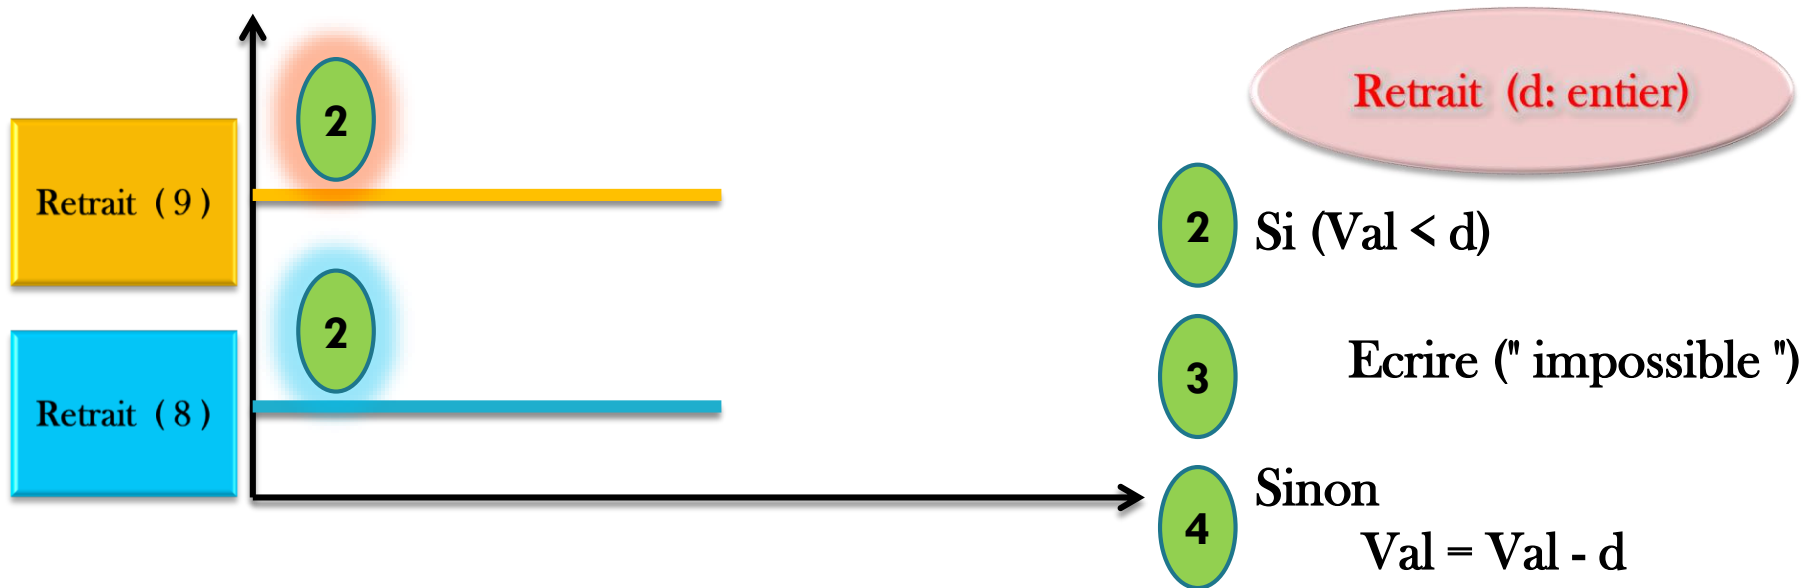 Retrait (d: entier)
2
Retrait ( 9 )
2
Retrait ( 8 )
2 Si (Val < d)
3 Ecrire (" impossible ")
4 Sinon
Val = Val - d